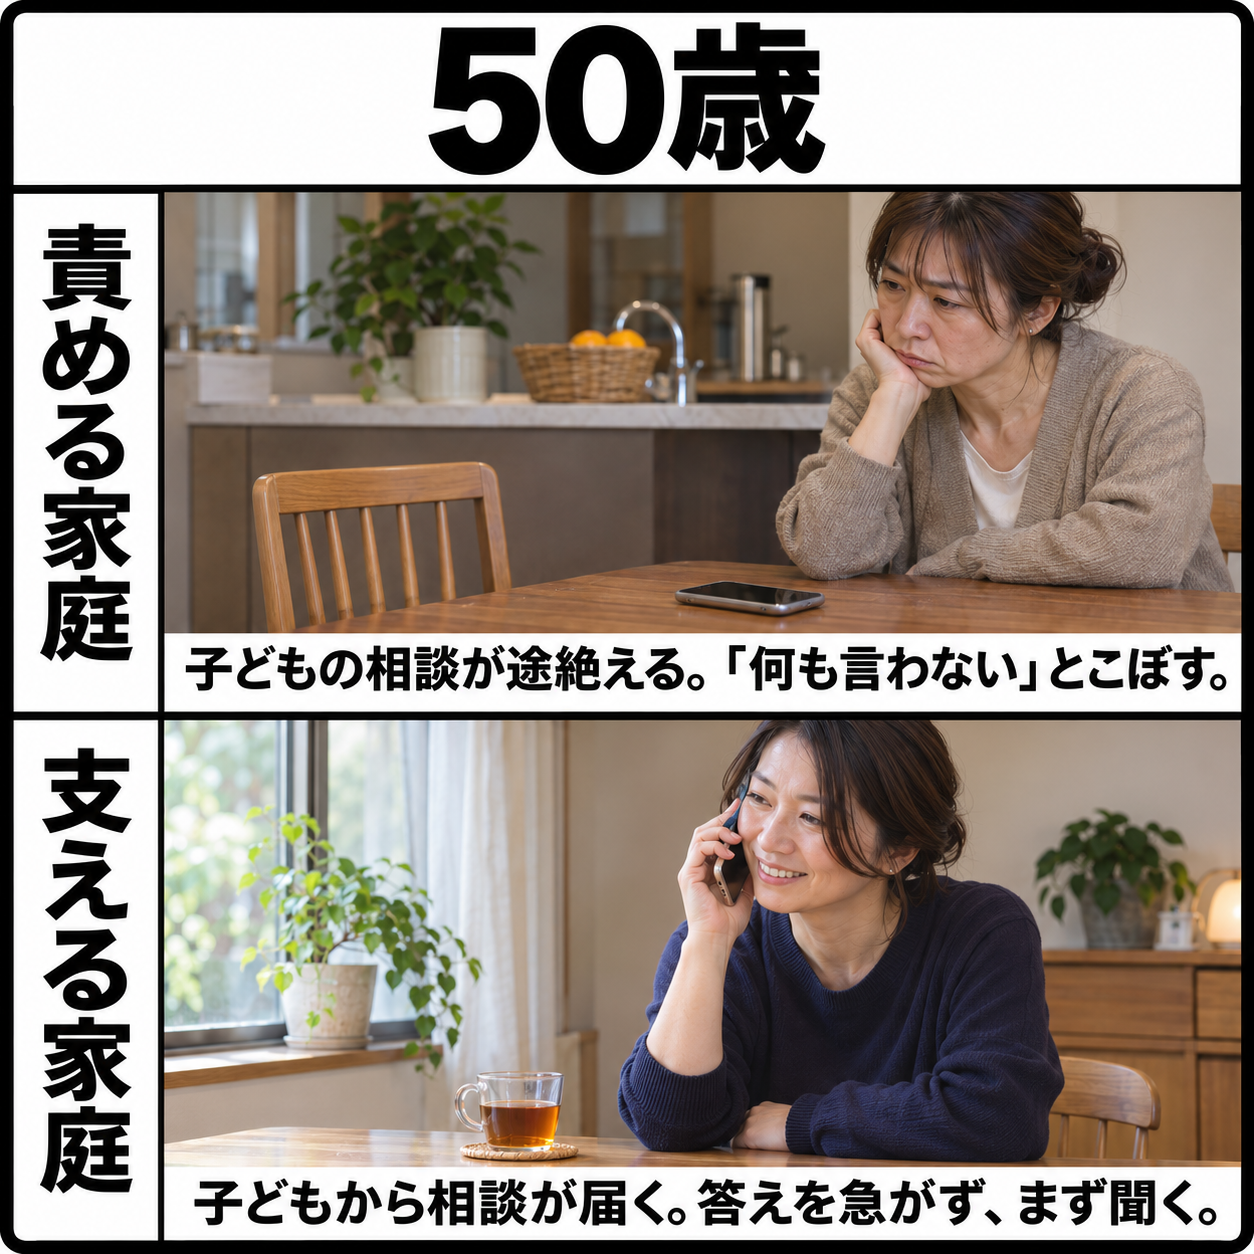 50歳
責める家庭
子どもの相談が途絶える。「何も言わない」とこぼす。
支える家庭
子どもから相談が届く。答えを急がず、まず聞く。